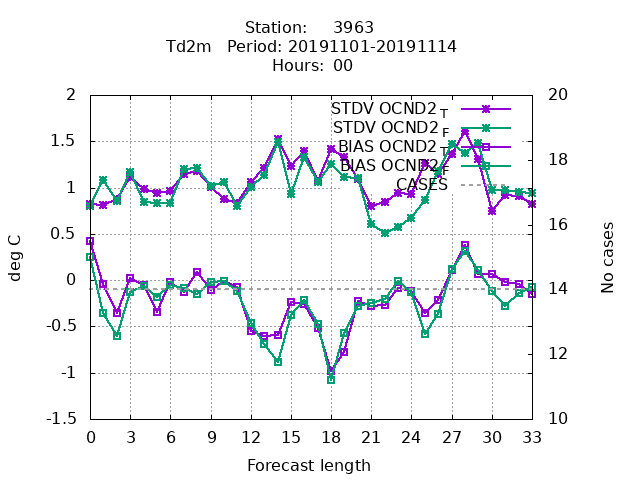 Station: 3963
Td2m Period: 20191101-20191114
Hours: 00
2
1.5
1
0.5
0
-0.5
-1
-1.5
deg C
20
18
16
14
12
10
No cases
STDV OCND2 T
STDV OCND2 F
BIAS OCND2 T
BIAS OCND2 F
CASES
0 3 6 9 12 15 18 21 24 27 30 33
Forecast length